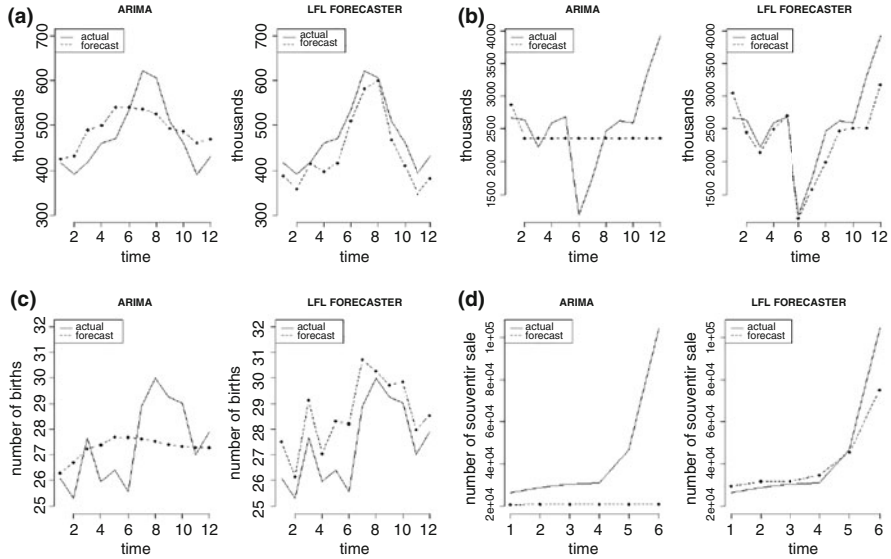 (a)
ARIMA
LFL FORECASTER
thousands
700
600
500
400
300
actual
forecast
2 4 6 8 10 12
time
thousands
700
600
500
400
300
actual
forecast
2 4 6 8 10 12
time
(b)
ARIMA
LFL FORECASTER
thousands
4000
3500
3000
2500
2000
1500
actual
forecast
2 4 6 8 10 12
time
thousands
4000
3500
3000
2500
2000
1500
actual
forecast
2 4 6 8 10 12
time
(c)
ARIMA
LFL FORECASTER
number of births
32
31
30
29
28
27
26
25
actual
forecast
2 4 6 8 10 12
time
number of births
32
31
30
29
28
27
26
25
actual
forecast
2 4 6 8 10 12
time
(d)
ARIMA
LFL FORECASTER
number of souventir sale
1e+05
8e+04
6e+04
4e+04
2e+04
actual
forecast
1 2 3 4 5 6
time
number of souventir sale
1e+05
8e+04
6e+04
4e+04
2e+04
actual
forecast
1 2 3 4 5 6
time